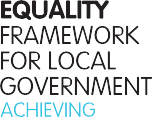 EQUALITY
FRAMEWORK
FOR LOCAL
GOVERNMENT
ACHIEVING